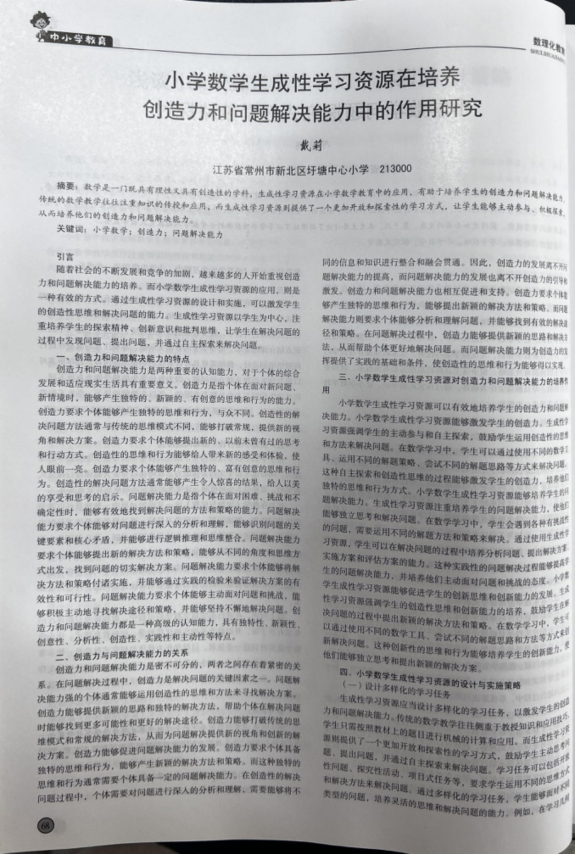 中小学教育
数理化教
小学数学生成性学习资源在培养
创造力和问题解决能力中的作用研究
戴莉
江苏省常州市新北区圩塘中心小学 213000
摘要：数学是一门既具有理性又具有创造性的学科，生成性学习资源在小学数学教育中的应用，有助于培养学生的创造力和问题解决能力。
传统的数学教学往往注重知识的传授和应用，而生成性学习资源则提供了一个更加开放和探索性的学习方式，让学生能够主动参与、积极探索，
从而培养他们的创造力和问题解决能力。
关键词：小学数学；创造力；问题解决能力
引言
随着社会的不断发展和竞争的加剧，越来越多的人开始重视创造
力和问题解决能力的培养。而小学数学生成性学习资源的应用，则是
一种有效的方式。通过生成性学习资源的设计和实施，可以激发学生
的创造性思维和解决问题的能力。生成性学习资源以学生为中心，注
重培养学生的探索精神、创新意识和批判思维，让学生在解决问题的
过程中发现问题、提出问题，并通过自主探索来解决问题。
一、创造力和问题解决能力的特点
创造力和问题解决能力是两种重要的认知能力，对于个体的综合
发展和适应现实生活具有重要意义。创造力是指个体在面对新问题、
新情境时，能够产生独特的、新颖的、有创意的思维和行为的能力。
创造力要求个体能够产生独特的思维和行为，与众不同。创造性的解
决问题方法通常与传统的思维模式不同，能够打破常规，提供新的视
角和解决方案。创造力要求个体能够提出新的、以前未曾有过的思考
和行动方式。创造性的思维和行为能够给人带来新的感受和体验，使
人眼前一亮。创造力要求个体能够产生独特的、富有创意的思维和行
为。创造性的解决问题方法通常能够产生令人惊喜的结果，给人以美
的享受和思考的启示。问题解决能力是指个体在面对困难、挑战和不
确定性时，能够有效地找到解决问题的方法和策略的能力。问题解决
能力要求个体能够对问题进行深入的分析和理解，能够识别问题的关
键要素和核心矛盾，并能够进行逻辑推理和思维整合。问题解决能力
要求个体能够提出新的解决方法和策略，能够从不同的角度和思维方
式出发，找到问题的切实解决方案。问题解决能力要求个体能够将解
决方法和策略付诸实施，并能够通过实践的检验来验证解决方案的有
效性和可行性。问题解决能力要求个体能够主动面对问题和挑战，能
够积极主动地寻找解决途径和策略，并能够坚持不懈地解决问题。创
造力和问题解决能力都是一种高级的认知能力，具有独特性、新颖性、
创意性、分析性、创造性、实践性和主动性等特点。
二、创造力与问题解决能力的关系
创造力和问题解决能力是密不可分的，两者之间存在着紧密的关
系。在问题解决过程中，创造力是解决问题的关键因素之一。问题解
决能力强的个体通常能够运用创造性的思维和方法来寻找解决方案。
创造力能够提供新颖的思路和独特的解决方法，帮助个体在解决问题
时能够找到更多可能性和更好的解决途径。创造力能够打破传统的思
维模式和常规的解决方法，从而为问题解决提供新的视角和创新的解
决方案。创造力能够促进问题解决能力的发展。创造力要求个体具备
独特的思维和行为，能够产生新颖的解决方法和策略。而这种独特的
思维和行为通常需要个体具备一定的问题解决能力。在创造性的解决
问题过程中，个体需要对问题进行深入的分析和理解，需要能够将不
同的信息和知识进行整合和融会贯通。因此，创造力的发展离不开问
题解决能力的提高，而问题解决能力的发展也离不开创造力的引导和
激发。创造力和问题解决能力也相互促进和支持。创造力要求个体能
够产生独特的思维和行为，能够提出新颖的解决方法和策略。而问题
解决能力则要求个体能够分析和理解问题，并能够找到有效的解决途
径和策略。在问题解决过程中，创造力能够提供新颖的思路和解决方
法，从而帮助个体更好地解决问题。而问题解决能力则为创造力的发
挥提供了实践的基础和条件，使创造性的思维和行为能够得以实现。
三、小学数学生成性学习资源对创造力和问题解决能力的培养作
用
小学数学生成性学习资源可以有效地培养学生的创造力和问题解
决能力。小学数学生成性学习资源能够激发学生的创造力。生成性学
习资源强调学生的主动参与和自主探索，鼓励学生运用创造性的思维
和方法来解决问题。在数学学习中，学生可以通过使用不同的数学工
具、运用不同的解题策略、尝试不同的解题思路等方式来解决问题。
这种自主探索和创造性思维的过程能够激发学生的创造力，培养他们
独特的思维和行为方式。小学数学生成性学习资源能够培养学生的问
题解决能力。生成性学习资源注重培养学生的问题解决能力，使他们
能够独立思考和解决问题。在数学学习中，学生会遇到各种有挑战性
的问题，需要运用不同的解题方法和策略来解决。通过使用生成性学
习资源，学生可以在解决问题的过程中培养分析问题、提出解决方案、
实施方案和评估方案的能力。这种实践性的问题解决过程能够提高学
生的问题解决能力，并培养他们主动面对问题和挑战的态度。小学数
学生成性学习资源能够促进学生的创新思维和创新能力的发展。生成
性学习资源强调学生的创造性思维和创新能力的培养，鼓励学生在解
决问题的过程中提出新颖的解决方法和策略。在数学学习中，学生可
以通过使用不同的数学工具、尝试不同的解题思路和方法等方式来创
新解决问题。这种创新性的思维和行为能够培养学生的创新能力，使
他们能够独立思考和提出新颖的解决方案。
四、小学数学生成性学习资源的设计与实施策略
（一）设计多样化的学习任务
生成性学习资源应当设计多样化的学习任务，以激发学生的创造
力和问题解决能力。传统的数学教学往往侧重于教授知识和应用技巧，
学生只需按照教材上的题目进行机械的计算和应用。而生成性学习资
源则提供了一个更加开放和探索性的学习方式，鼓励学生主动思考问
题、提出问题，并通过自主探索来解决问题。学习任务可以包括开放
性问题、探究性活动、项目式任务等，要求学生运用不同的思维方式
和解决方法来解决问题。通过多样化的学习任务，学生能够面对不同
类型的问题，培养灵活的思维和解决问题的能力。例如，在学习几何
68